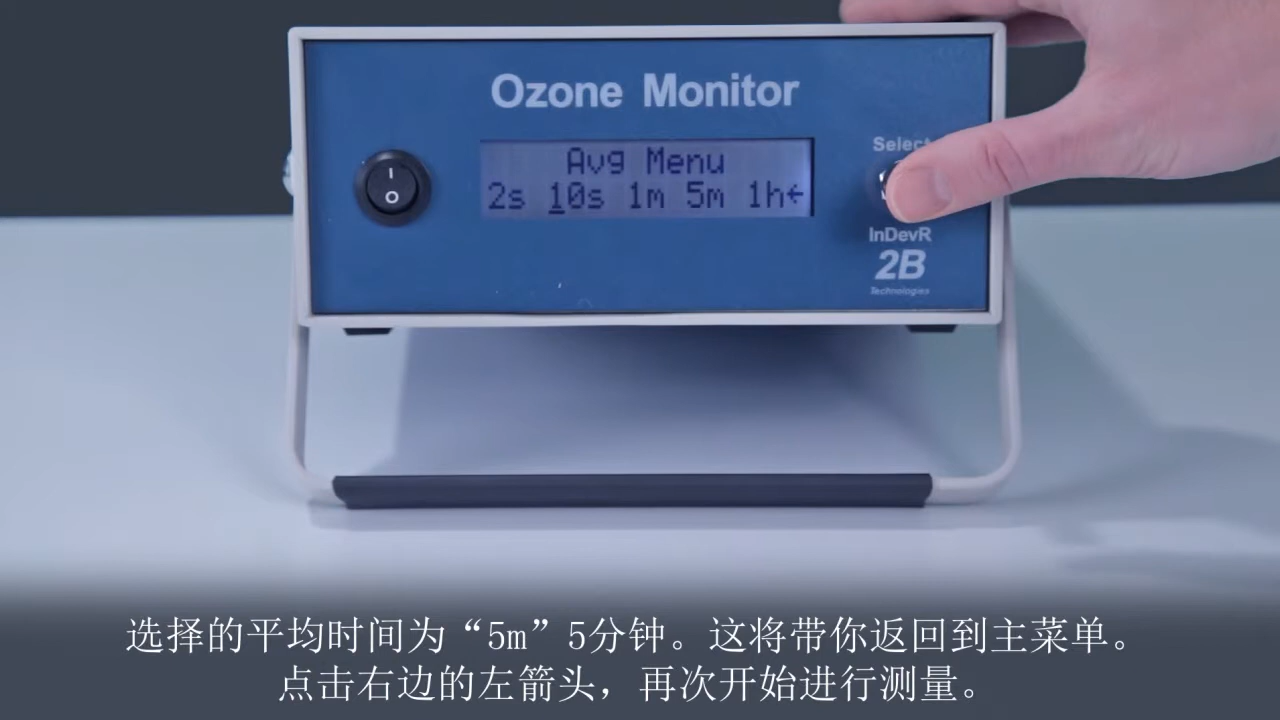 Ozone Monitor
Avg Menu
2s 10s 1m 5m 1h←
I
O
Select
InDevR
2B
Technologies
选择的平均时间为“5m”5分钟。这将带你返回到主菜单。
点击右边的左箭头，再次开始进行测量。